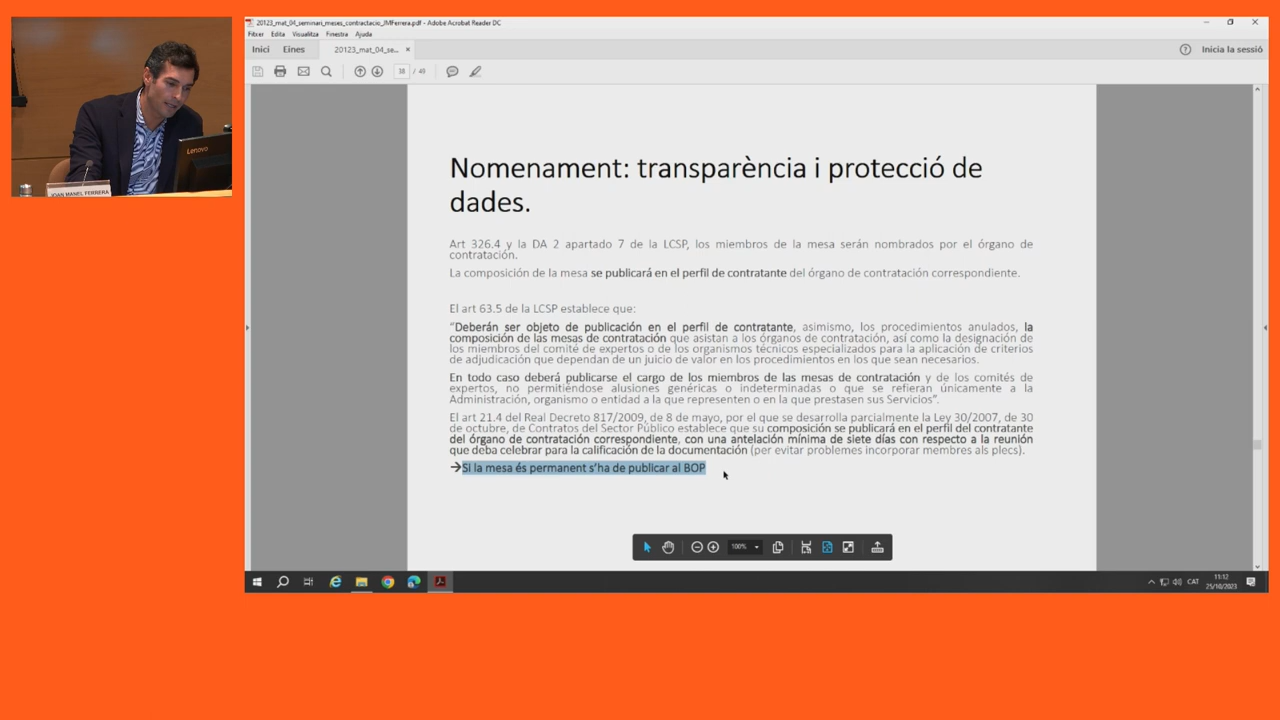 20123_mat_04_seminari_meses_contractacio_JMFerrera.pdf - Adobe Acrobat Reader DC
Fitxer Edita Visualitza Finestra Ajuda
Inici Eines 20123_mat_04_se... × Inicia la sessió
38 / 49
Nomenament: transparència i protecció de
dades.
Art 326.4 y la DA 2 apartado 7 de la LCSP, los miembros de la mesa serán nombrados por el órgano de
contratación.
La composición de la mesa se publicará en el perfil de contratante del órgano de contratación correspondiente.
El art 63.5 de la LCSP establece que:
“Deberán ser objeto de publicación en el perfil de contratante, asimismo, los procedimientos anulados, la
composición de las mesas de contratación que asistan a los órganos de contratación, así como la designación de
los miembros del comité de expertos o de los organismos técnicos especializados para la aplicación de criterios
de adjudicación que dependan de un juicio de valor en los procedimientos en los que sean necesarios.
En todo caso deberá publicarse el cargo de los miembros de las mesas de contratación y de los comités de
expertos, no permitiéndose alusiones genéricas o indeterminadas o que se refieran únicamente a la
Administración, organismo o entidad a la que representen o en la que prestasen sus Servicios”.
El art 21.4 del Real Decreto 817/2009, de 8 de mayo, por el que se desarrolla parcialmente la Ley 30/2007, de 30
de octubre, de Contratos del Sector Público establece que su composición se publicará en el perfil del contratante
del órgano de contratación correspondiente, con una antelación mínima de siete días con respecto a la reunión
que deba celebrar para la calificación de la documentación (per evitar problemes incorporar membres als plecs).
→Si la mesa és permanent s’ha de publicar al BOP
100%
CAT 11:12
25/10/2023
Lenovo
JOAN MANEL FERRERA